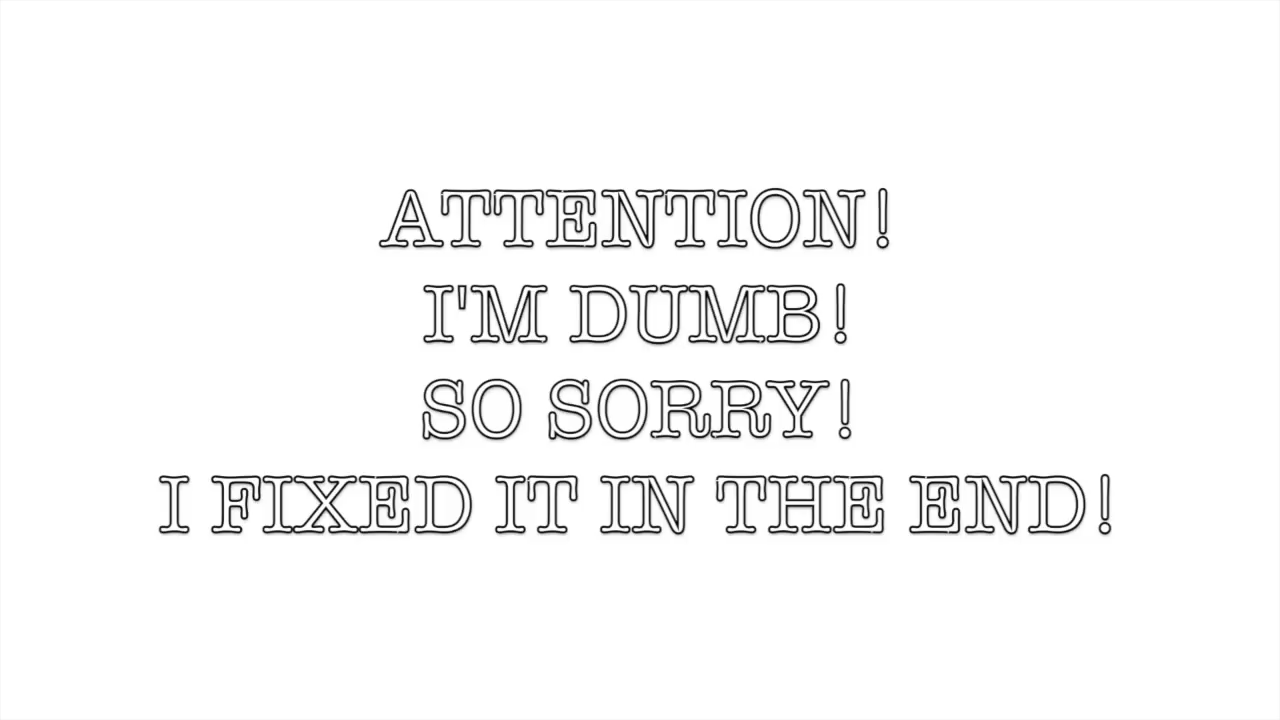 ATTENTION!
I'M DUMB!
SO SORRY!
I FIXED IT IN THE END!